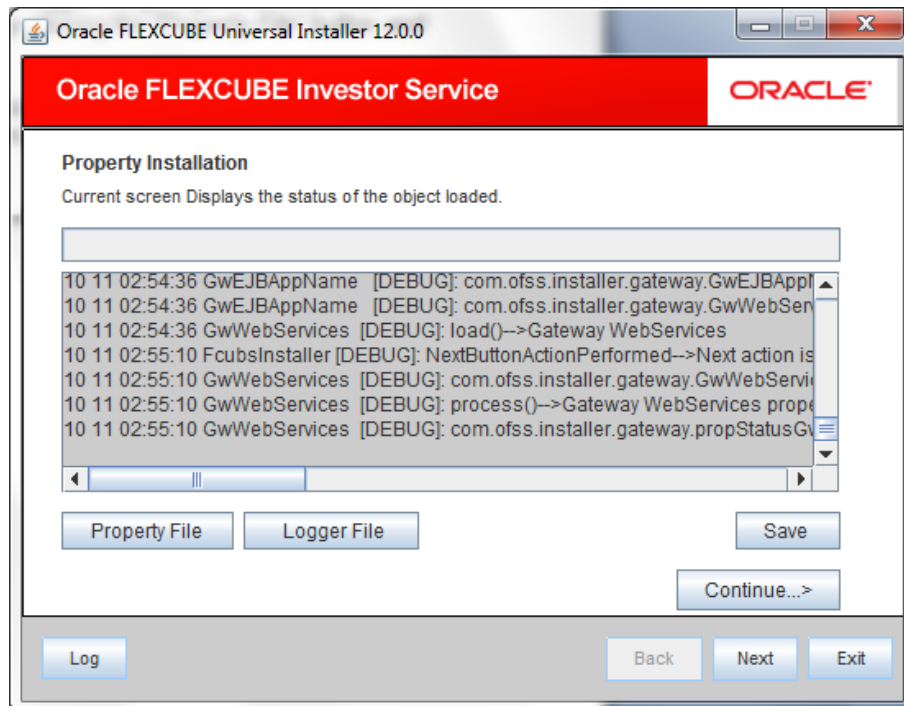 Oracle FLEXCUBE Universal Installer 12.0.0
Oracle FLEXCUBE Investor Service
ORACLE
Property Installation
Current screen Displays the status of the object loaded.
10 11 02:54:36 GwEJBAppName [DEBUG]: com.ofss.installer.gateway.GwEJBAppN
10 11 02:54:36 GwEJBAppName [DEBUG]: com.ofss.installer.gateway.GwWebServ
10 11 02:54:36 GwWebServices [DEBUG]: load()-->Gateway WebServices
10 11 02:55:10 FcubsInstaller [DEBUG]: NextButtonActionPerformed-->Next action is
10 11 02:55:10 GwWebServices [DEBUG]: com.ofss.installer.gateway.GwWebServi
10 11 02:55:10 GwWebServices [DEBUG]: process()-->Gateway WebServices prope
10 11 02:55:10 GwWebServices [DEBUG]: com.ofss.installer.gateway.propStatusGw
Property File
Logger File
Save
Continue...>
Log
Back
Next
Exit